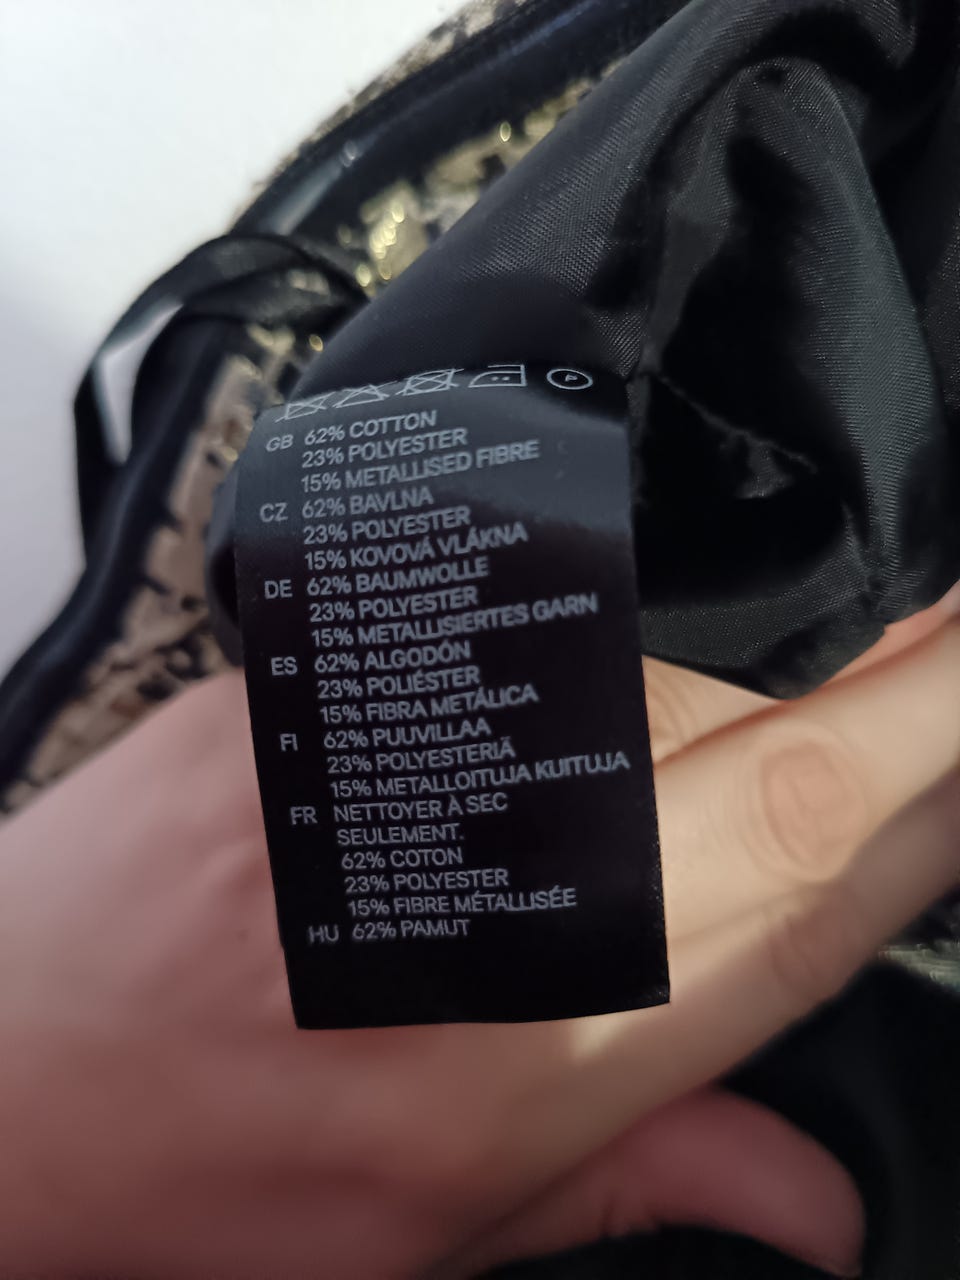 P
GB 62% COTTON
23% POLYESTER
15% METALLISED FIBRE
CZ 62% BAVLNA
23% POLYESTER
15% KOVOVÁ VLÁKNA
DE 62% BAUMWOLLE
23% POLYESTER
15% METALLISIERTES GARN
ES 62% ALGODÓN
23% POLIÉSTER
15% FIBRA METÁLICA
FI 62% PUUVILLAA
23% POLYESTERIÄ
15% METALLOITUJA KUITUJA
FR NETTOYER À SEC
SEULEMENT.
62% COTON
23% POLYESTER
15% FIBRE MÉTALLISÉE
HU 62% PAMUT